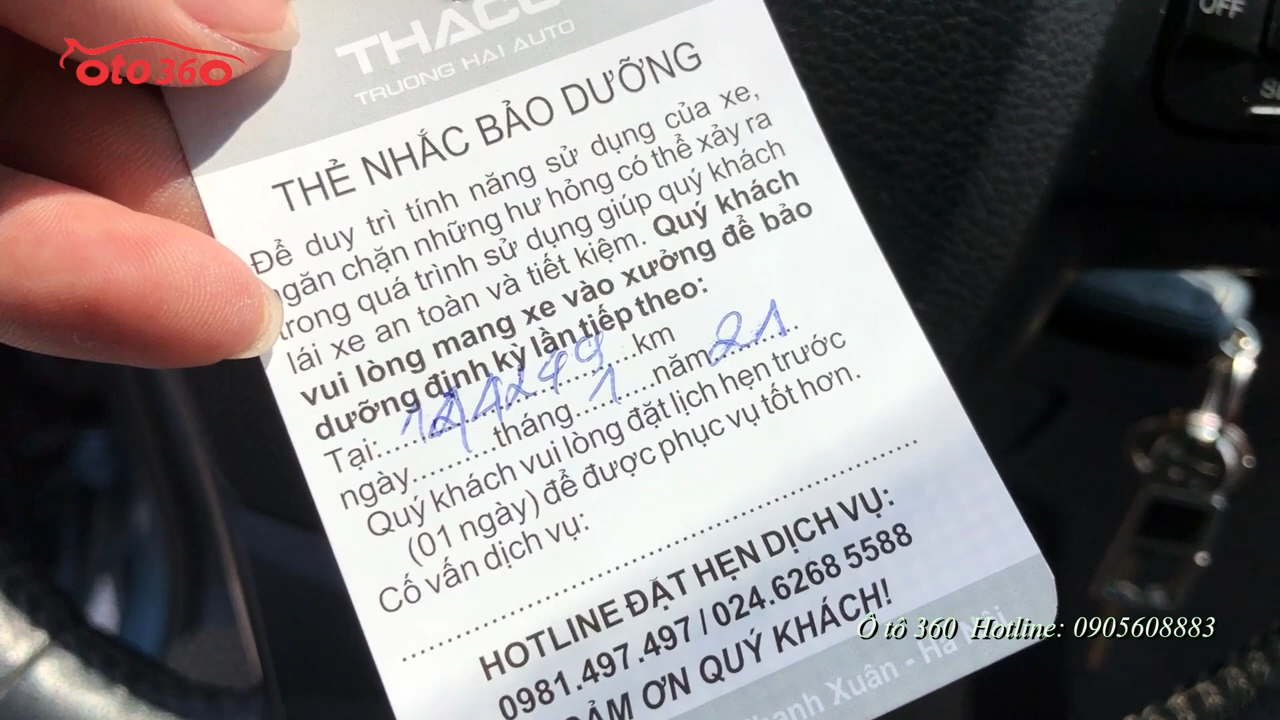 oto360
OFF
THACO
TRUONG HAI AUTO
THẺ NHẮC BẢO DƯỠNG
Để duy trì tính năng sử dụng của xe,
ngăn chặn những hư hỏng có thể xảy ra
trong quá trình sử dụng giúp quý khách
lái xe an toàn và tiết kiệm. Quý khách
vui lòng mang xe vào xưởng để bảo
dưỡng định kỳ lần tiếp theo:
Tại:..............................km
ngày...........tháng....1....năm 21
Quý khách vui lòng đặt lịch hẹn trước
(01 ngày) để được phục vụ tốt hơn.
Cố vấn dịch vụ:
HOTLINE ĐẶT HẸN DỊCH VỤ:
0981.497.497 / 024.6268 5588
CẢM ƠN QUÝ KHÁCH!
Thanh Xuân - Hà Nội
Ô tô 360 Hotline: 0905608883